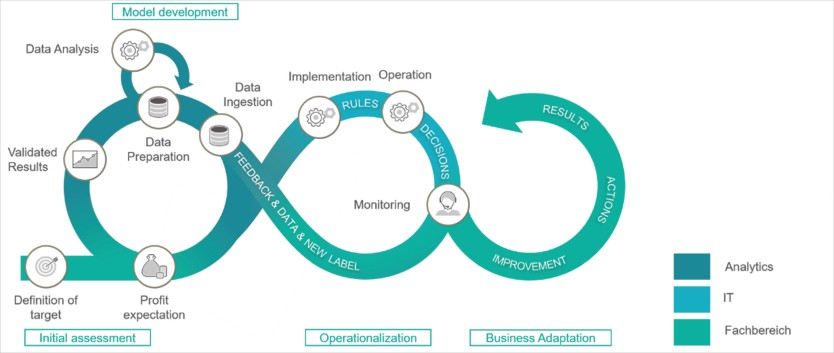 Model development
Data Analysis
Data
Ingestion
Implementation
Operation
RULES
RESULTS
Data
Preparation
Validated
Results
DECISIONS
FEEDBACK & DATA & NEW LABEL
ACTIONS
Monitoring
IMPROVEMENT
Analytics
Definition of
target
Profit
expectation
IT
Fachbereich
Initial assessment
Operationalization
Business Adaptation